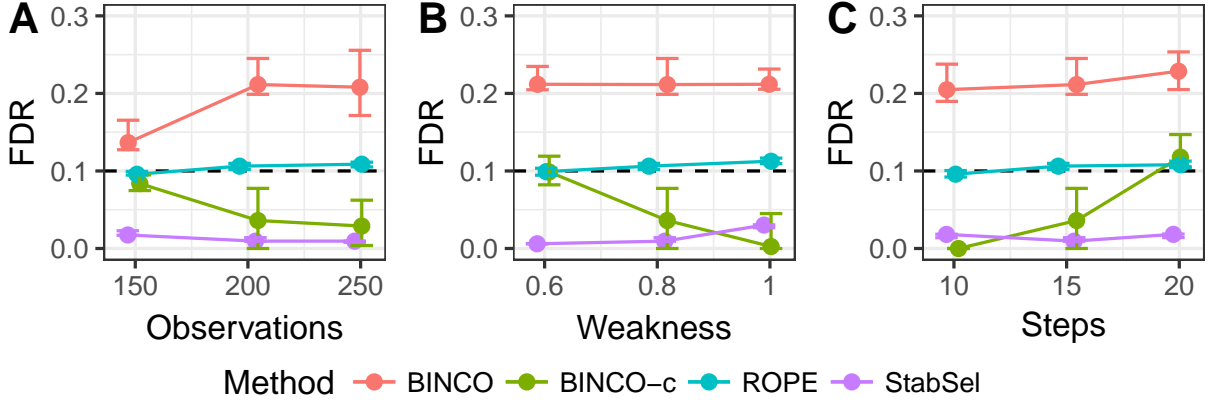 A
B
C
FDR
0.3
0.2
0.1
0.0
150
200
250
Observations
FDR
0.3
0.2
0.1
0.0
0.6
0.8
1
Weakness
FDR
0.3
0.2
0.1
0.0
10
15
20
Steps
Method BINCO BINCO−c ROPE StabSel